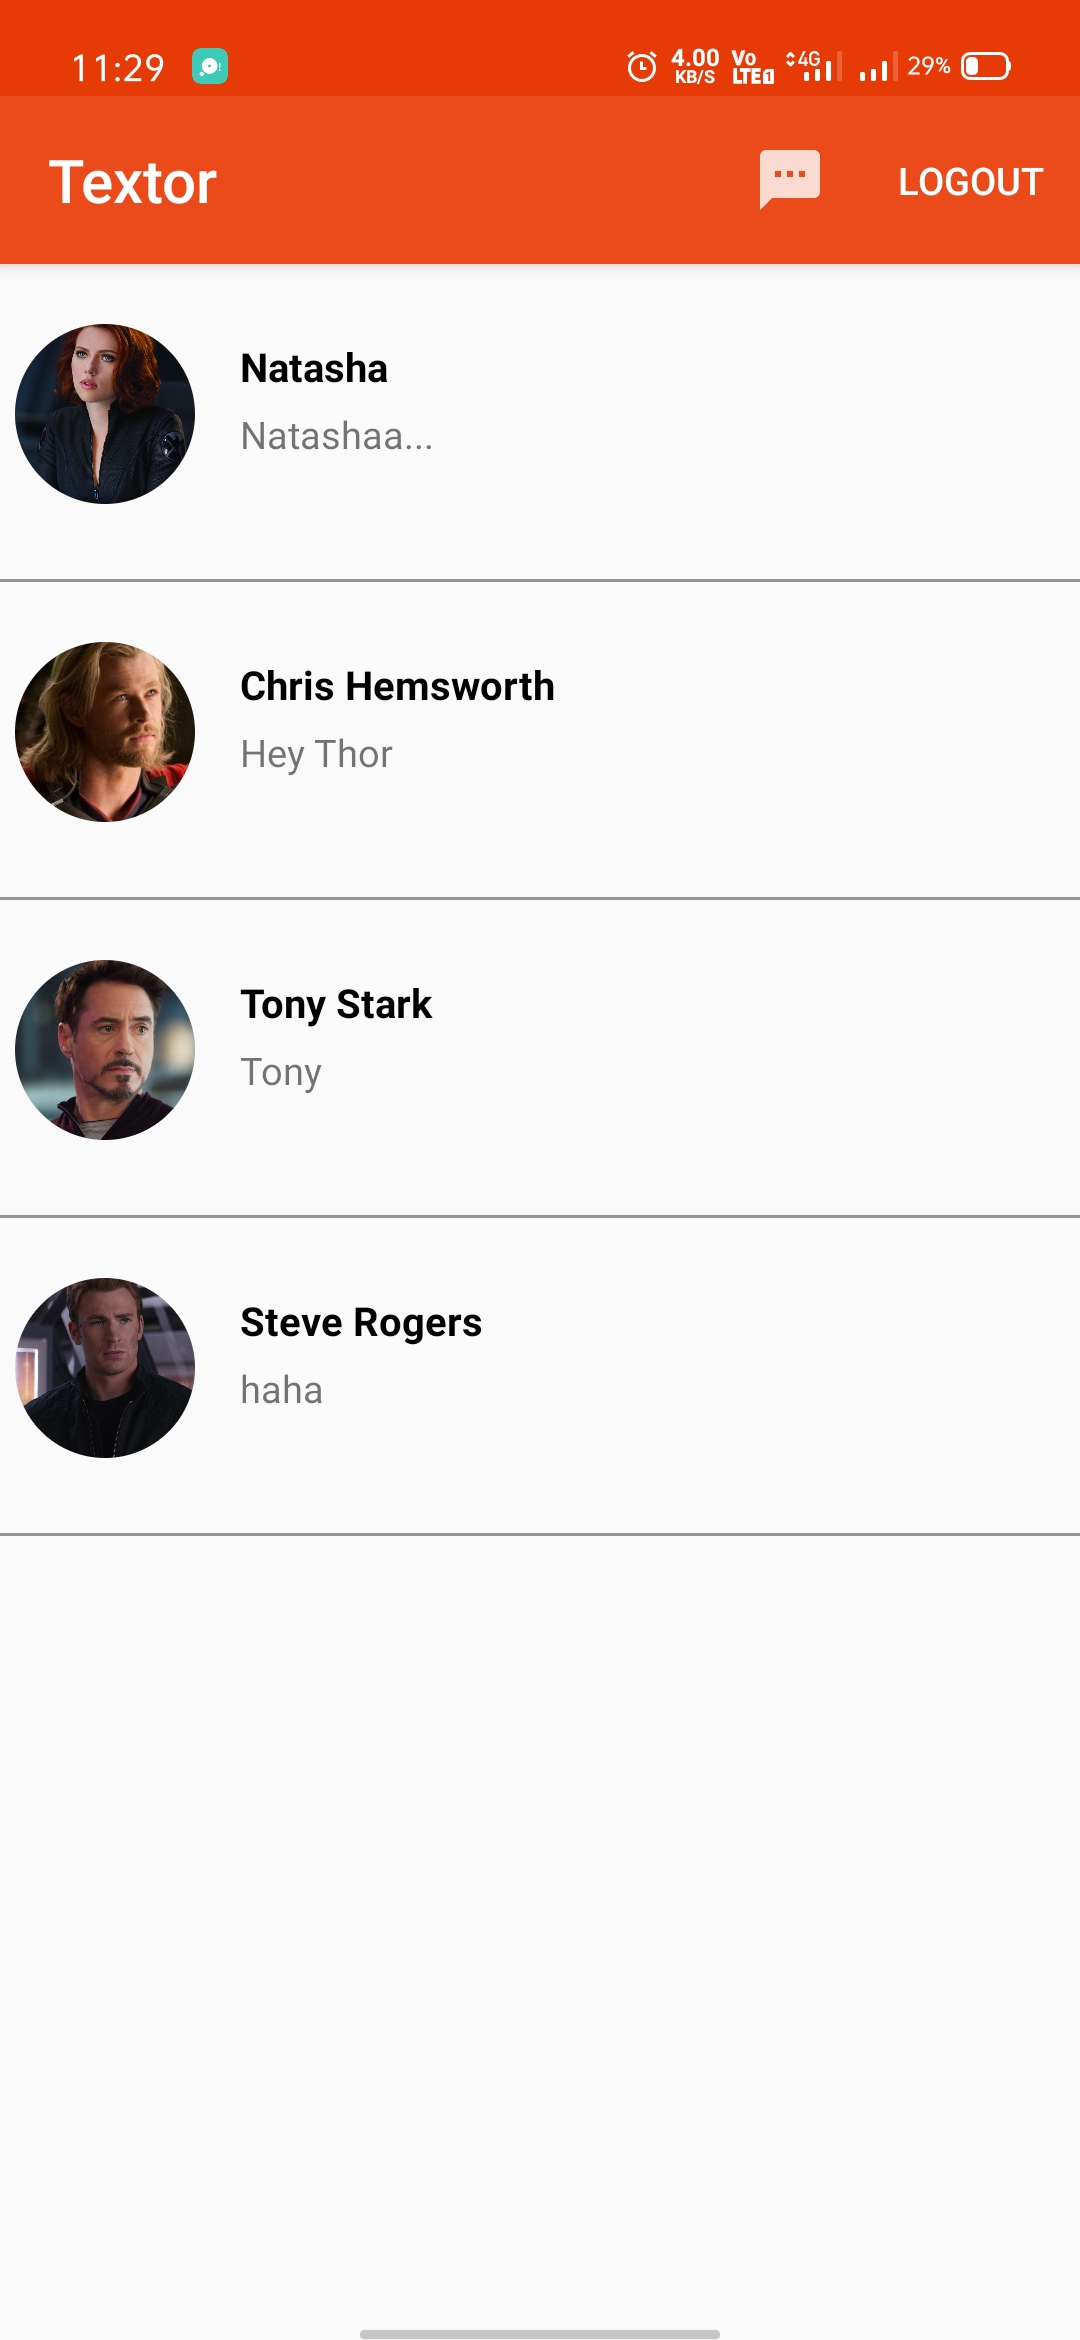 11:29 4.00 KB/S Vo LTE1 4G 29%
Textor LOGOUT
Natasha
Natashaa...
Chris Hemsworth
Hey Thor
Tony Stark
Tony
Steve Rogers
haha